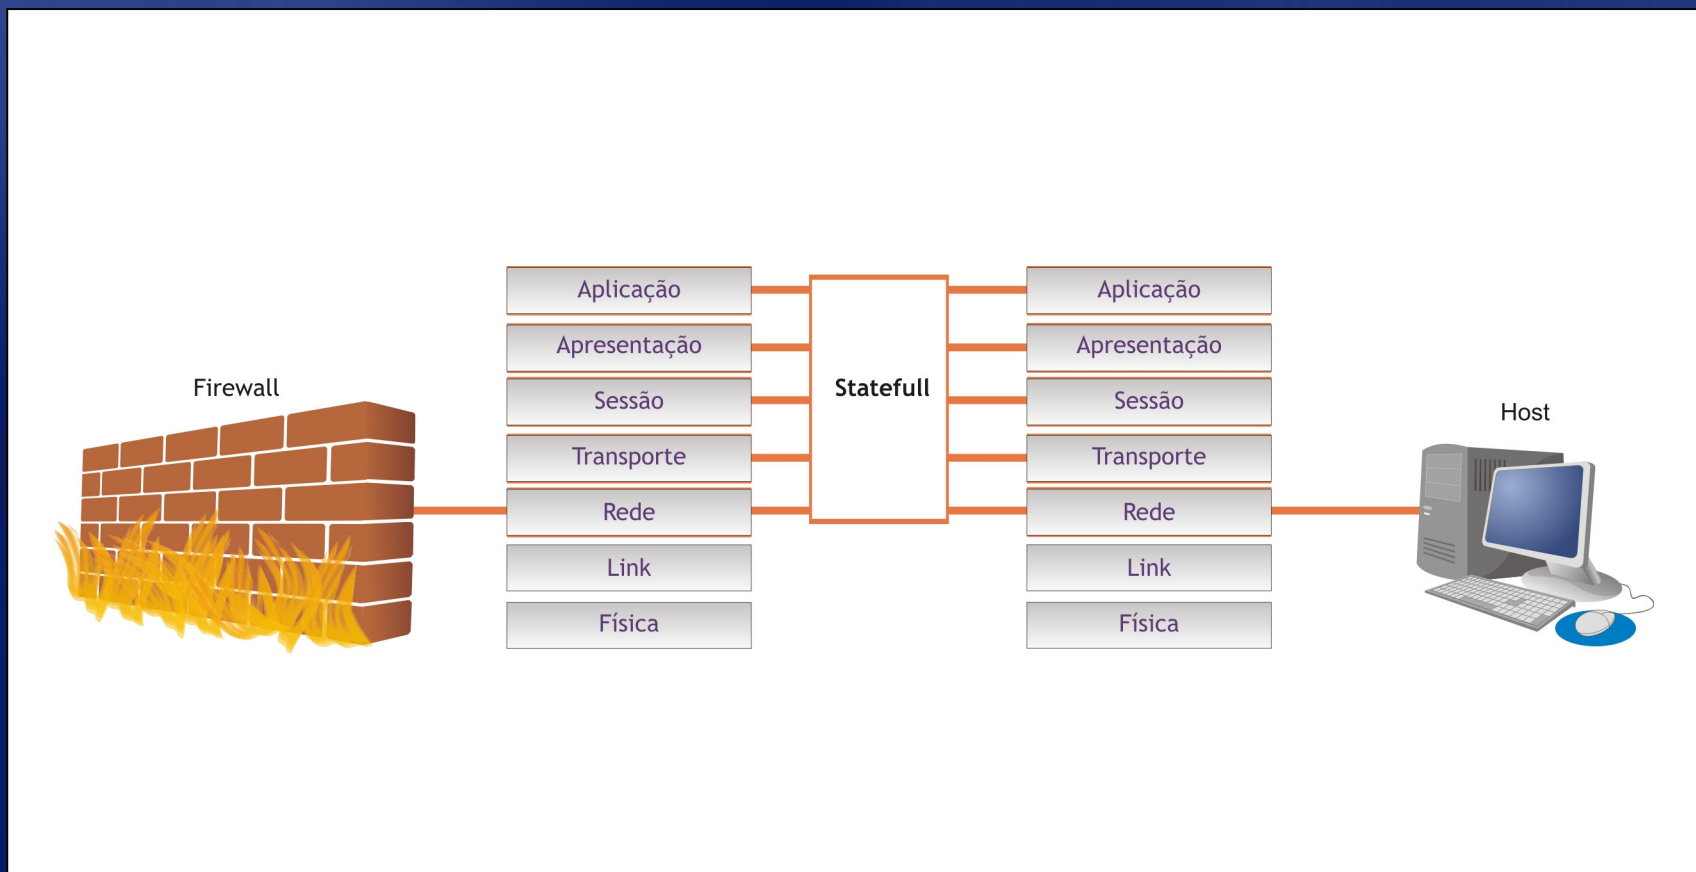 Firewall
Aplicação
Apresentação
Sessão
Transporte
Rede
Link
Física
Statefull
Aplicação
Apresentação
Sessão
Transporte
Rede
Link
Física
Host